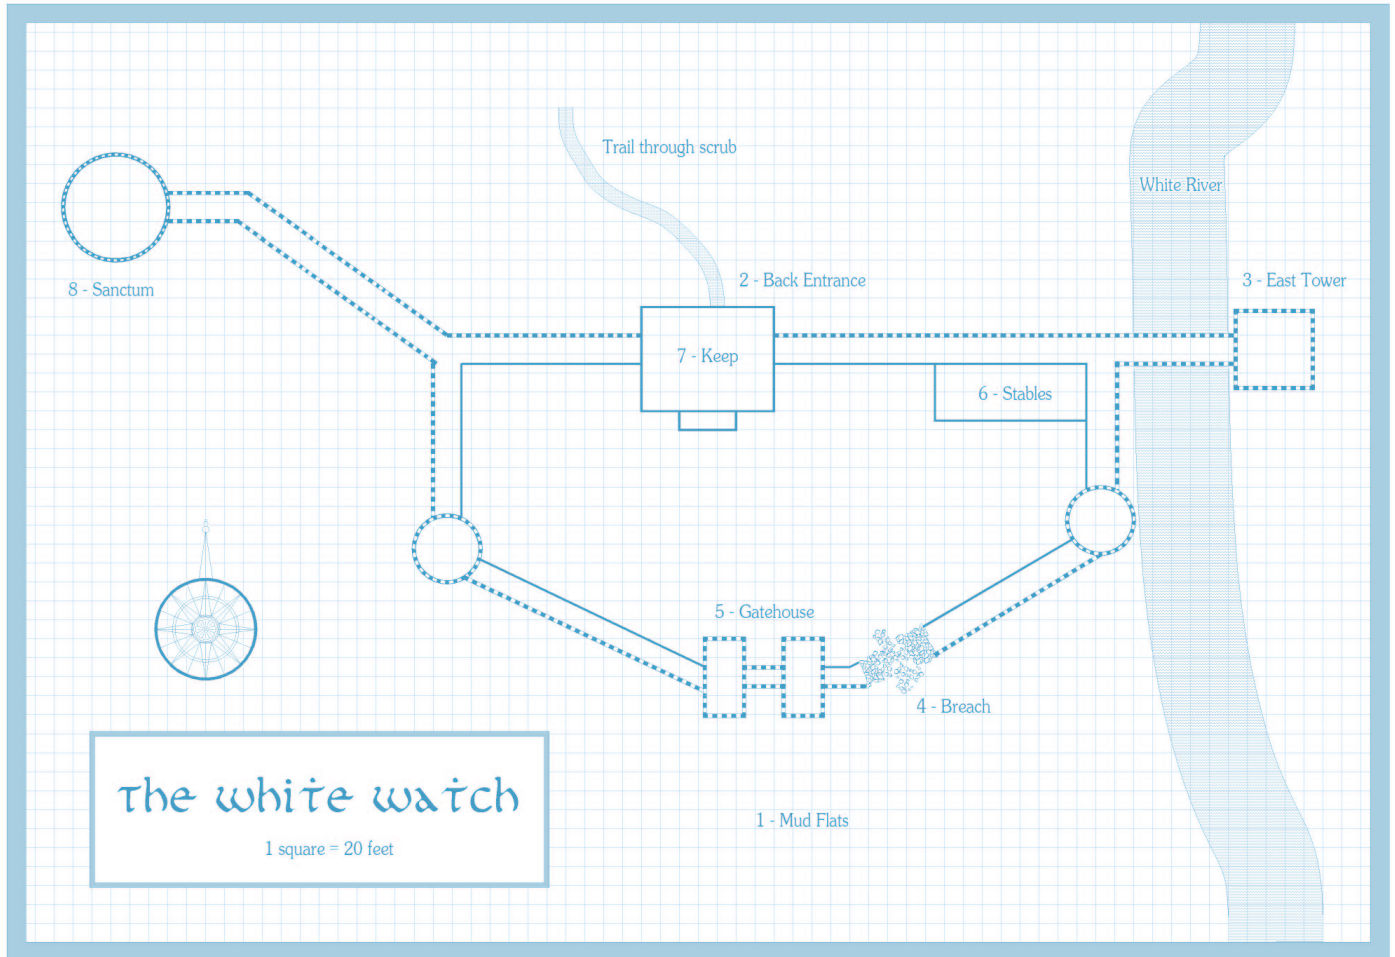 Trail through scrub
White River
2 - Back Entrance
3 - East Tower
8 - Sanctum
7 - Keep
6 - Stables
5 - Gatehouse
4 - Breach
the white watch
1 square = 20 feet
1 - Mud Flats